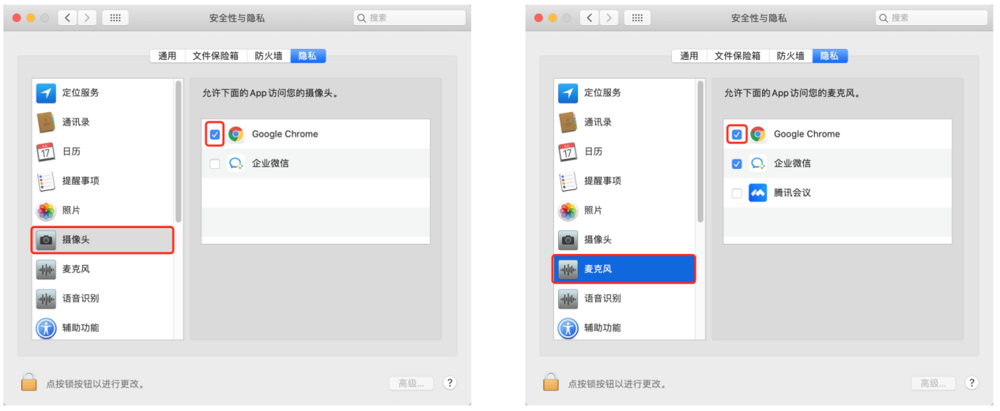 安全性与隐私
搜索
通用 文件保险箱 防火墙 隐私
定位服务
通讯录
JUL
17
日历
提醒事项
照片
摄像头
麦克风
语音识别
辅助功能
允许下面的App访问您的摄像头。
Google Chrome
企业微信
点按锁按钮以进行更改。
高级...
?
安全性与隐私
搜索
通用 文件保险箱 防火墙 隐私
定位服务
通讯录
JUL
17
日历
提醒事项
照片
摄像头
麦克风
语音识别
辅助功能
允许下面的App访问您的麦克风。
Google Chrome
企业微信
腾讯会议
点按锁按钮以进行更改。
高级...
?